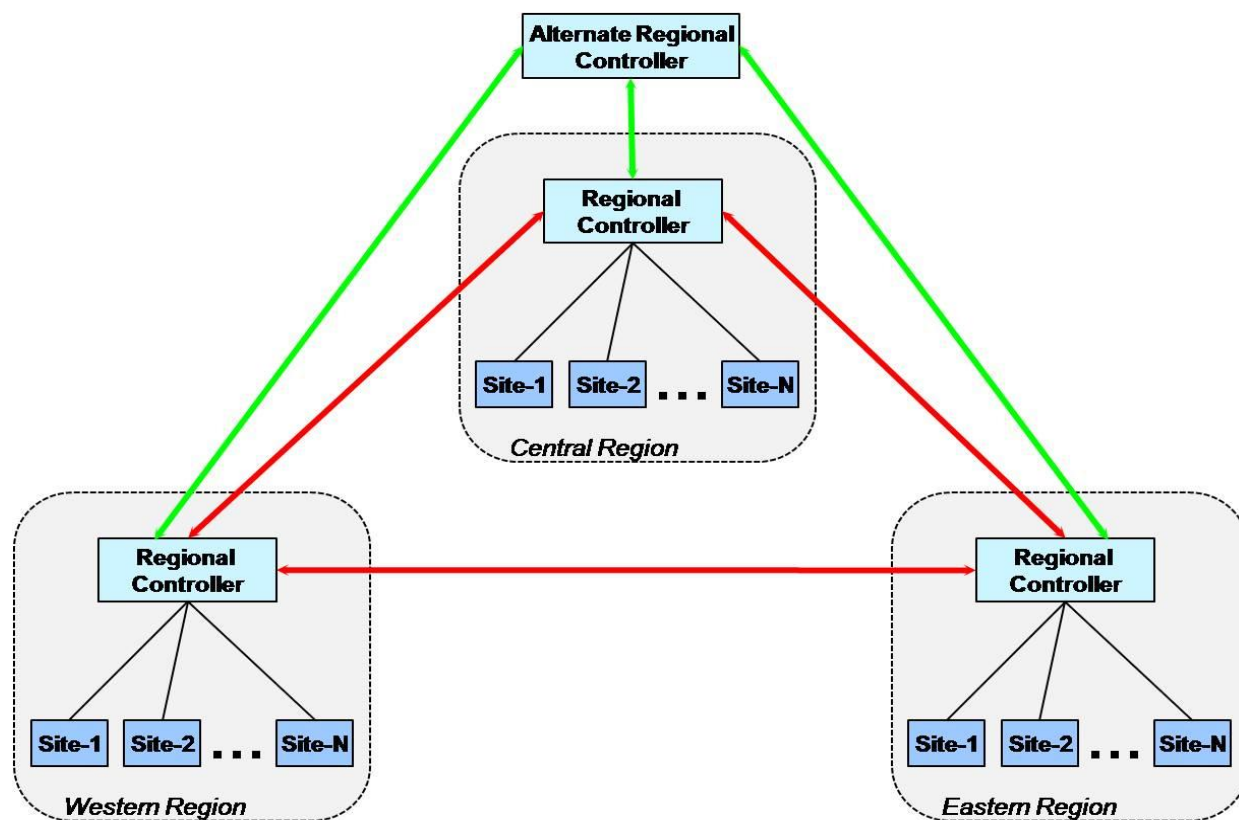 Alternate Regional
Controller
Regional
Controller
Site-1 Site-2 ... Site-N
Central Region
Regional
Controller
Site-1 Site-2 ... Site-N
Western Region
Regional
Controller
Site-1 Site-2 ... Site-N
Eastern Region